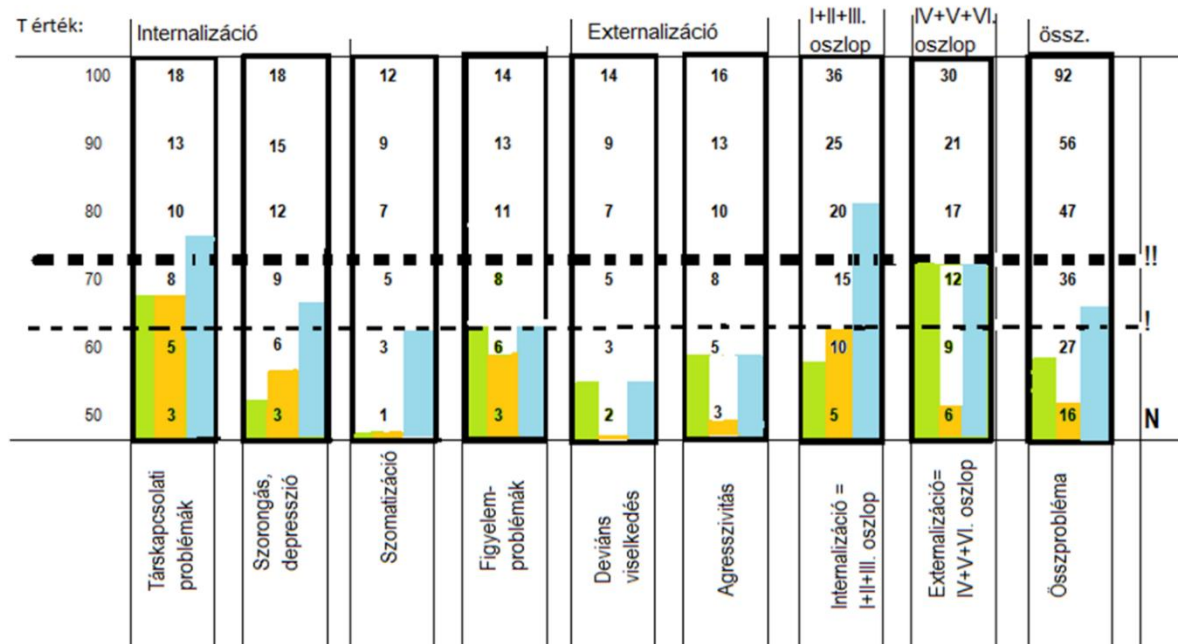 T érték:
Internalizáció
Externalizáció
I+II+III.
oszlop
IV+V+VI.
oszlop
össz.
100 18 18 12 14 14 16 36 30 92
90 13 15 9 13 9 13 25 21 56
80 10 12 7 11 7 10 20 17 47
!!
70 8 9 5 8 5 8 15 12 36
!
60 5 6 3 6 3 5 10 9 27
50 3 3 1 3 2 3 5 6 16 N
Társkapcsolati
problémák
Szorongás,
depresszió
Szomatizáció
Figyelem-
problémák
Deviáns
viselkedés
Agresszivitás
Internalizáció =
I+II+III. oszlop
Externalizáció=
IV+V+VI. oszlop
Összprobléma